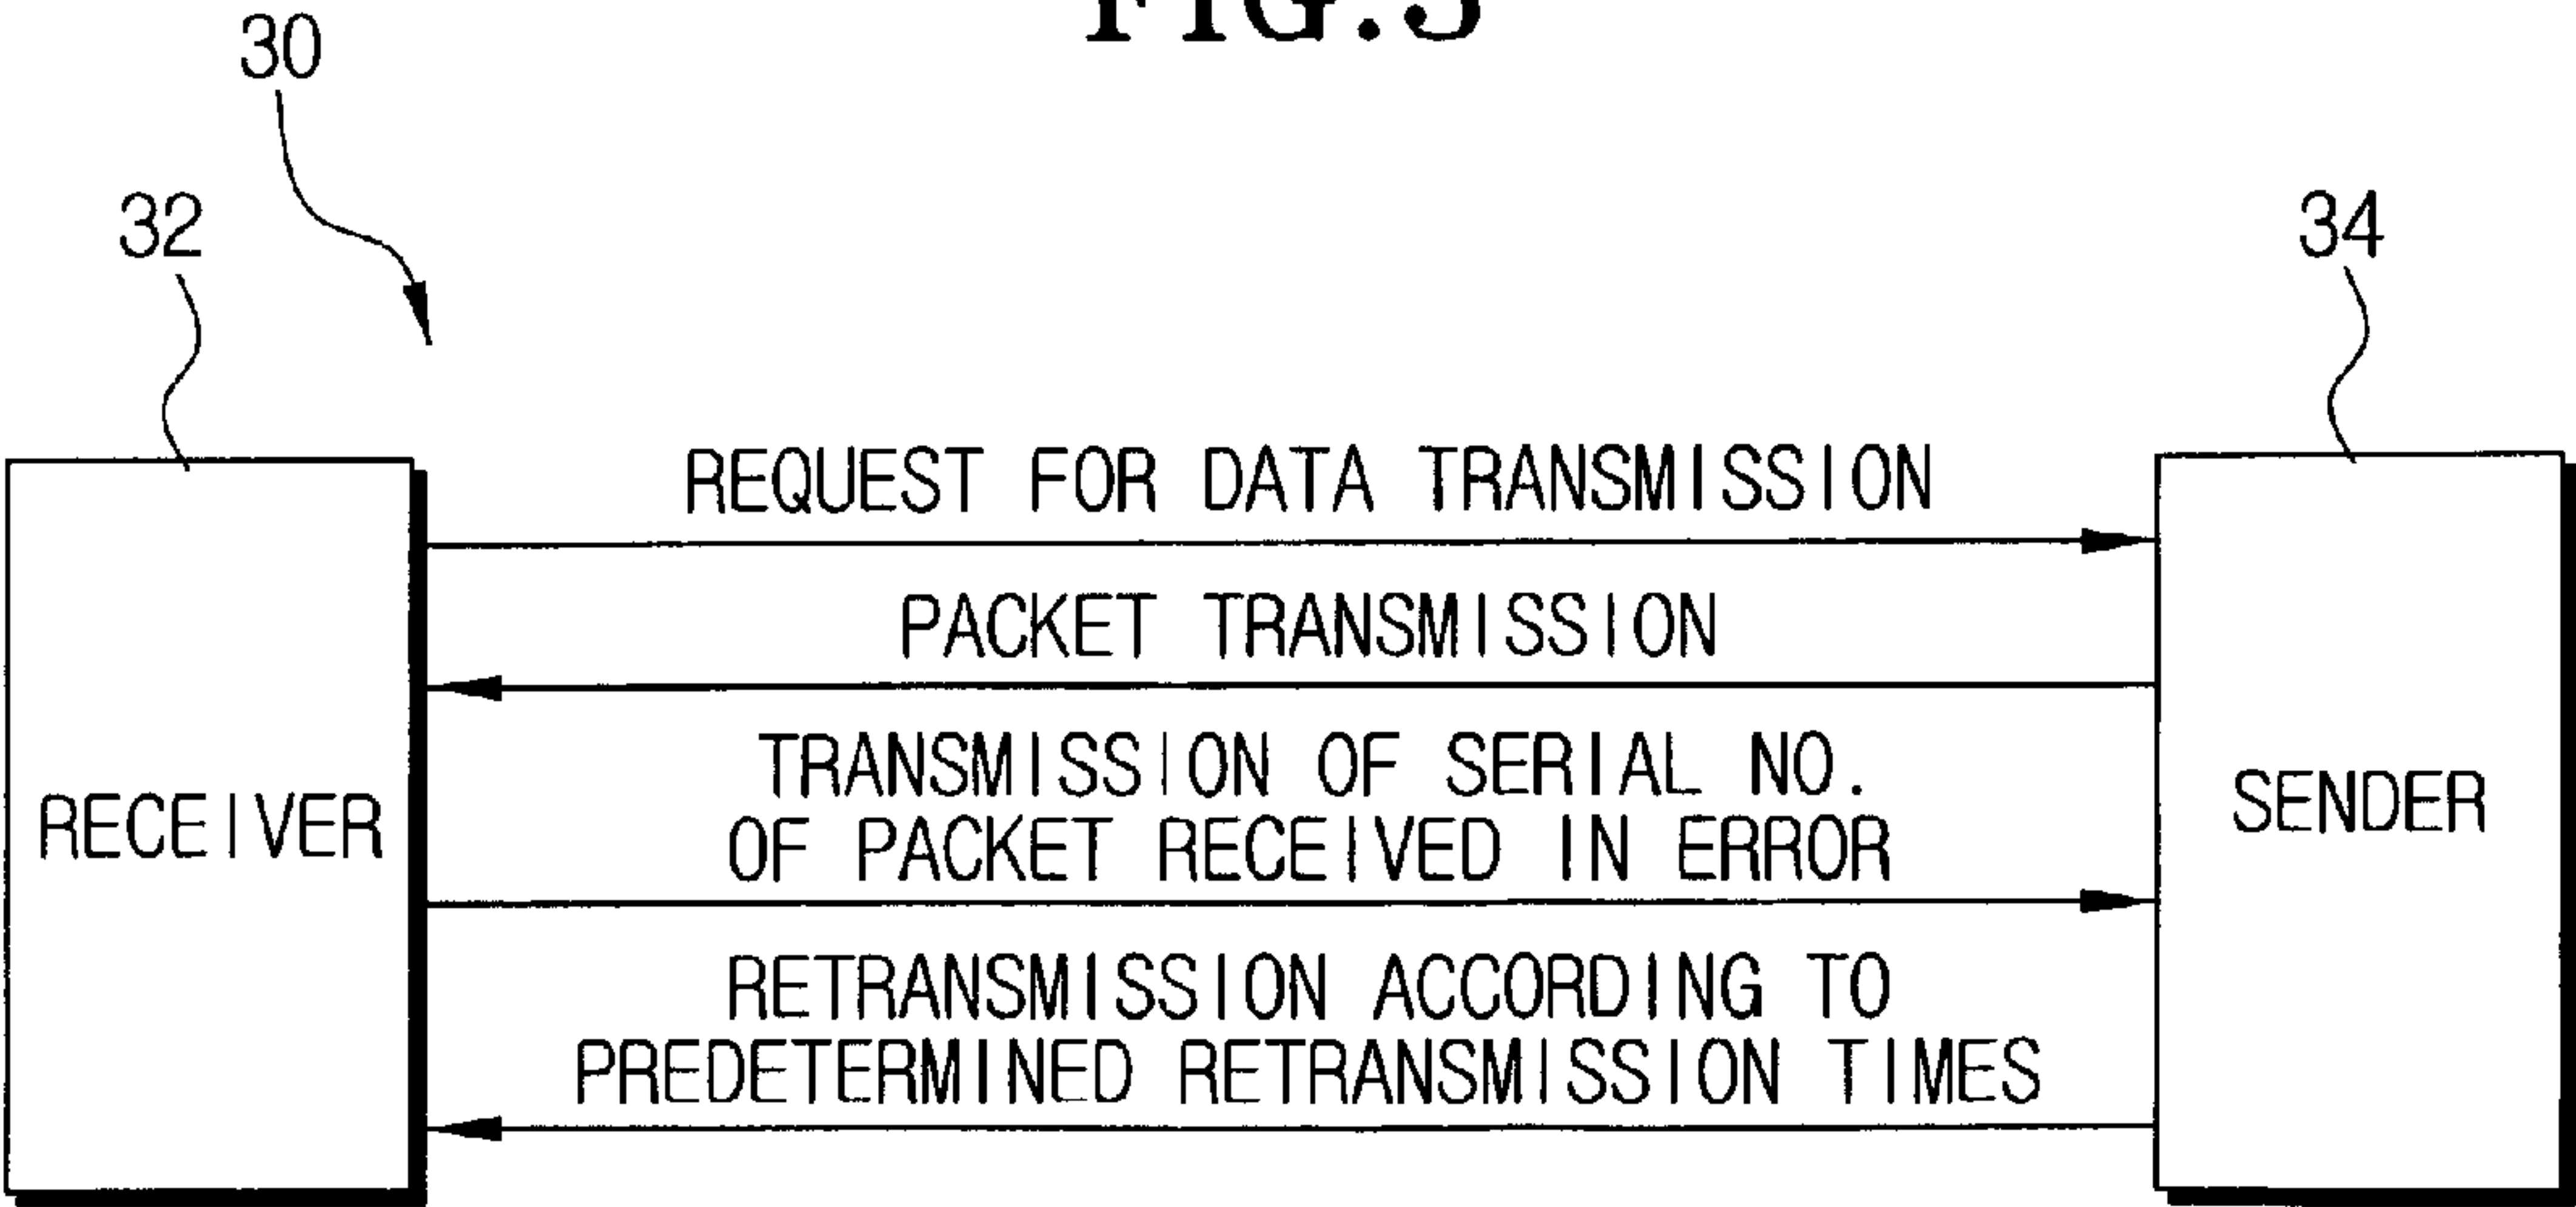 FIG.
30
32
34
REQUEST FOR DATA TRANSMISSION
PACKET TRANSMISSION
TRANSMISSION OF SERIAL NO.
OF PACKET RECEIVED IN ERROR
RECEIVER
SENDER
RETRANSMISSION ACCORDING TO
PREDETERMINED RETRANSMISSION TIMES